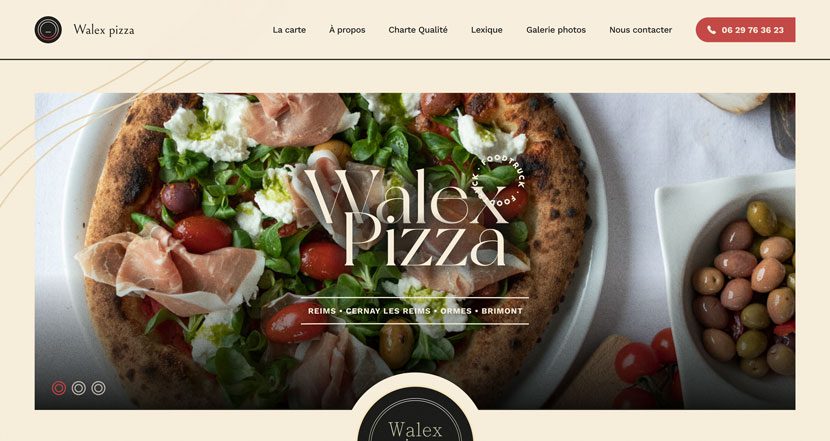 Walex pizza
La carte
À propos
Charte Qualité
Lexique
Galerie photos
Nous contacter
06 29 76 36 23
FOODTRUCK •
Walex
Pizza
REIMS • CERNAY LES REIMS • ORMES • BRIMONT
Walex